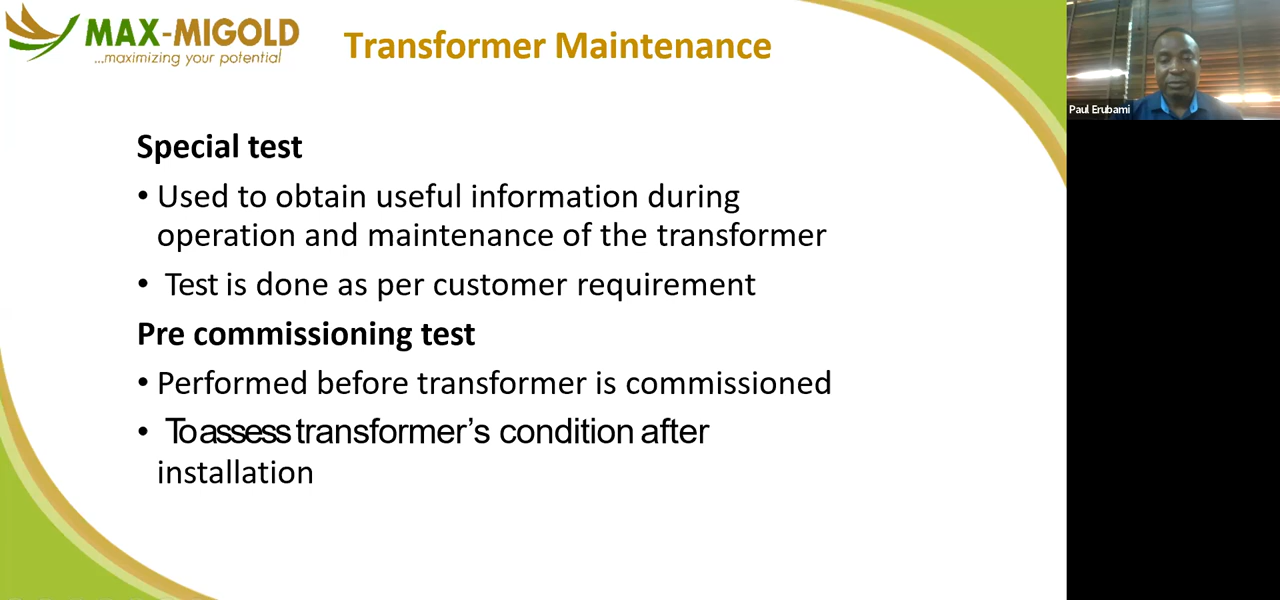 MAX-MIGOLD
...maximizing your potential
Transformer Maintenance
Paul Erubami
Special test
• Used to obtain useful information during
operation and maintenance of the transformer
• Test is done as per customer requirement
Pre commissioning test
• Performed before transformer is commissioned
• To assess transformer's condition after
installation